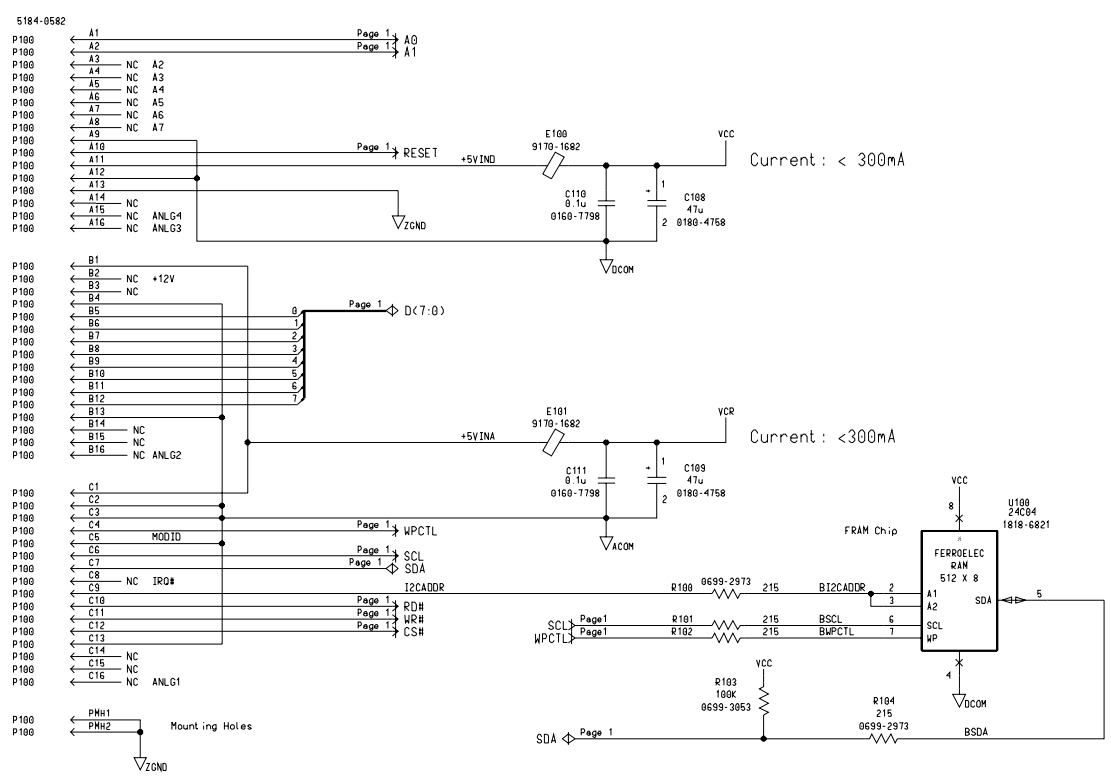 5184-0582
P100 A1 Page 1 A0
P100 A2 Page 1 A1
P100 A3 NC A2
P100 A4 NC A3
P100 A5 NC A4
P100 A6 NC A5
P100 A7 NC A6
P100 A8 NC A7
P100 A9
P100 A10 Page 1 RESET
P100 A11 +5VIND
P100 A12
P100 A13
P100 A14 NC
P100 A15 NC ANLG4
P100 A16 NC ANLG3
ZGND
E100
9170-1682
VCC
Current: < 300mA
C110
0.1u
0160-7798
+ 1
C108
47u
2 0180-4758
DCOM
P100 B1
P100 B2 NC +12V
P100 B3 NC
P100 B4
P100 B5 0
P100 B6 1
P100 B7 2
P100 B8 3
P100 B9 4
P100 B10 5
P100 B11 6
P100 B12 7
Page 1 D(7:0)
P100 B13
P100 B14 NC
P100 B15 NC
P100 B16 NC ANLG2
+5VINA
E101
9170-1682
VCR
Current: <300mA
C111
0.1u
0160-7798
+ 1
C109
47u
2 0180-4758
ACOM
P100 C1
P100 C2
P100 C3
P100 C4 Page 1 WPCTL
P100 C5 MODID
P100 C6 Page 1 SCL
P100 C7 Page 1 SDA
P100 C8 NC IRQ#
P100 C9 I2CADDR
P100 C10 Page 1 RD#
P100 C11 Page 1 WR#
P100 C12 Page 1 CS#
P100 C13
P100 C14 NC
P100 C15 NC
P100 C16 NC ANLG1
P100 PMH1
P100 PMH2
Mounting Holes
ZGND
VCC
8
U100
24C04
1818-6821
FRAM Chip
FERROELEC
RAM
512 X 8
0699-2973
R100 215 BI2CADDR 2 A1
3 A2
SDA 5
SCL Page1 R101 215 BSCL 6 SCL
WPCTL Page1 R102 215 BWPCTL 7 WP
4
DCOM
VCC
R103
100K
0699-3053
R104
215
0699-2973
SDA Page 1 BSDA